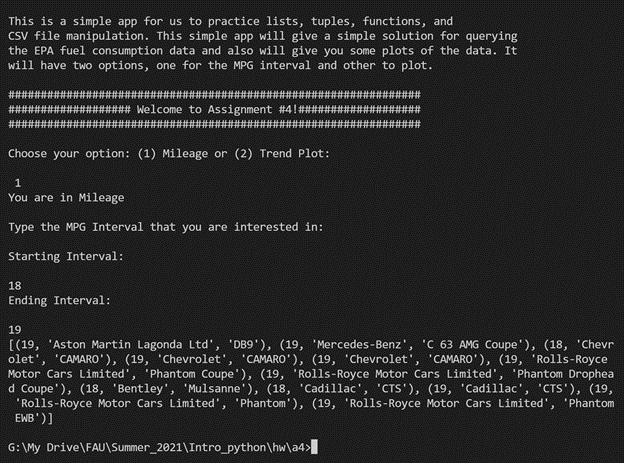 This is a simple app for us to practice lists, tuples, functions, and
CSV file manipulation. This simple app will give a simple solution for querying
the EPA fuel consumption data and also will give you some plots of the data. It
will have two options, one for the MPG interval and other to plot.
###############################################################
################### Welcome to Assignment #4!###################
###############################################################
Choose your option: (1) Mileage or (2) Trend Plot:
1
You are in Mileage
Type the MPG Interval that you are interested in:
Starting Interval:
18
Ending Interval:
19
[(19, 'Aston Martin Lagonda Ltd', 'DB9'), (19, 'Mercedes-Benz', 'C 63 AMG Coupe'), (18, 'Chevr
olet', 'CAMARO'), (19, 'Chevrolet', 'CAMARO'), (19, 'Chevrolet', 'CAMARO'), (19, 'Rolls-Royce
Motor Cars Limited', 'Phantom Coupe'), (19, 'Rolls-Royce Motor Cars Limited', 'Phantom Drophea
d Coupe'), (18, 'Bentley', 'Mulsanne'), (18, 'Cadillac', 'CTS'), (19, 'Cadillac', 'CTS'), (19,
'Rolls-Royce Motor Cars Limited', 'Phantom'), (19, 'Rolls-Royce Motor Cars Limited', 'Phantom
EWB')]
G:\My Drive\FAU\Summer_2021\Intro_python\hw\a4>